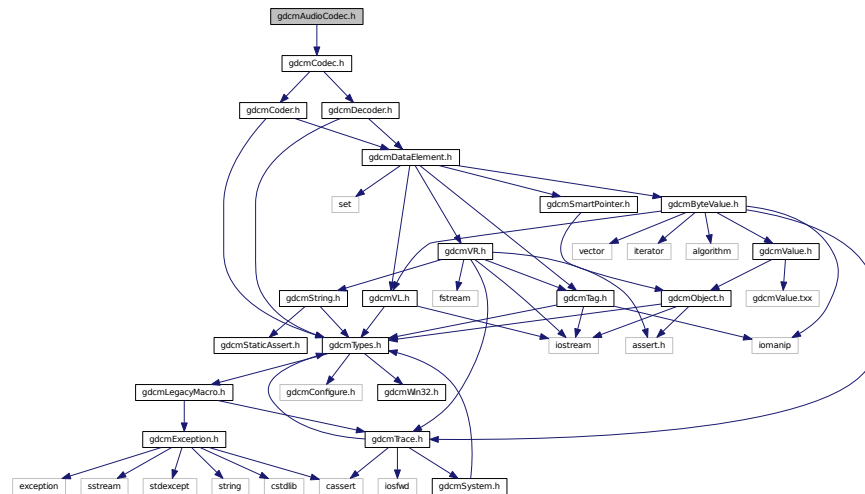 gdcmAudioCodec.h
gdcmCodec.h
gdcmCoder.h
gdcmDecoder.h
gdcmDataElement.h
set
gdcmSmartPointer.h
gdcmByteValue.h
gdcmVR.h
vector
iterator
algorithm
gdcmValue.h
gdcmString.h
gdcmVL.h
fstream
gdcmTag.h
gdcmObject.h
gdcmValue.txx
gdcmStaticAssert.h
gdcmTypes.h
iostream
assert.h
iomanip
gdcmLegacyMacro.h
gdcmConfigure.h
gdcmWin32.h
gdcmException.h
gdcmTrace.h
exception
sstream
stdexcept
string
cstdlib
cassert
iosfwd
gdcmSystem.h